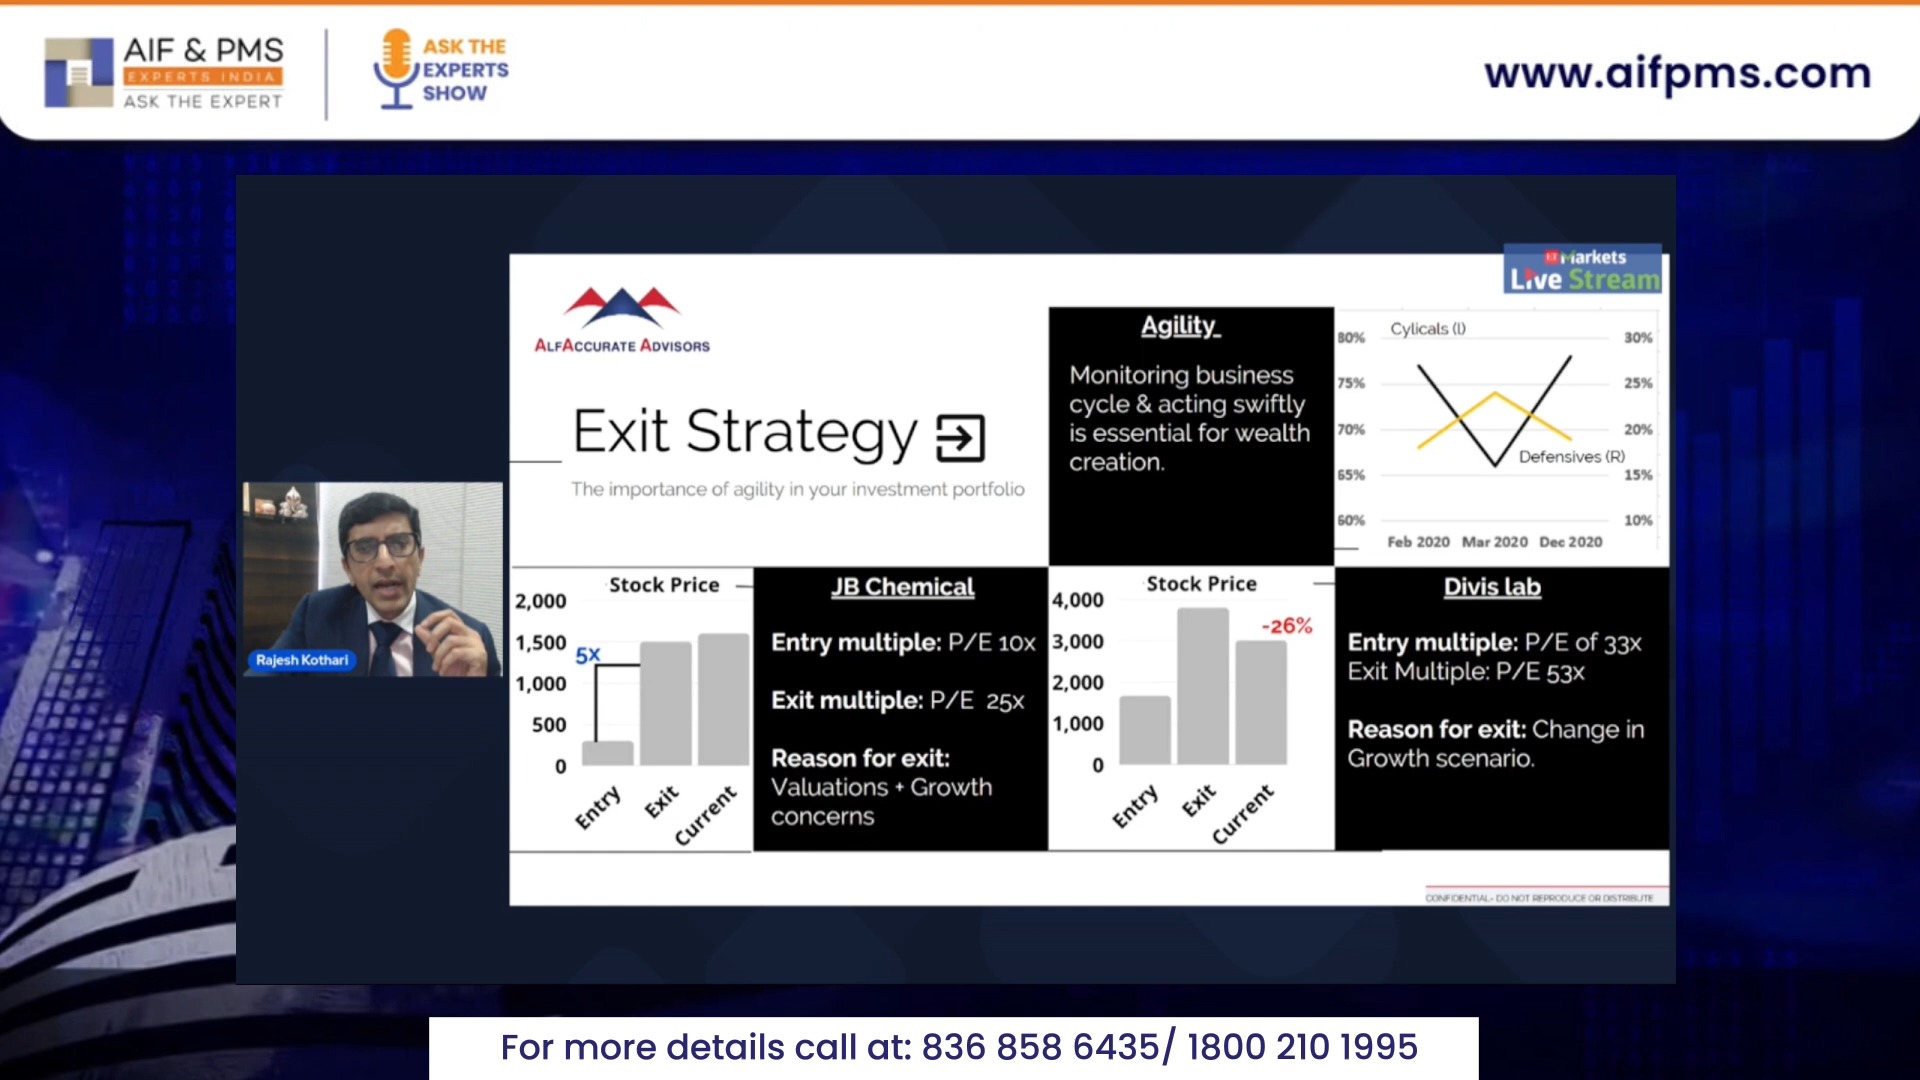 AIF & PMS
EXPERTS INDIA
ASK THE EXPERT
ASK THE
EXPERTS
SHOW
www.aifpms.com
ET Markets
Live Stream
ALFACCURATE ADVISORS
Exit Strategy
The importance of agility in your investment portfolio
Agility
Monitoring business
cycle & acting swiftly
is essential for wealth
creation.
Cylicals (l)
80% 30%
75% 25%
70% 20%
Defensives (R)
65% 15%
60% 10%
Feb 2020 Mar 2020 Dec 2020
Rajesh Kothari
Stock Price
2,000
1,500
5x
1,000
500
0
Entry
Exit
Current
JB Chemical
Entry multiple: P/E 10x
Exit multiple: P/E 25x
Reason for exit:
Valuations + Growth
concerns
Stock Price
4,000
-26%
3,000
2,000
1,000
0
Entry
Exit
Current
Divis lab
Entry multiple: P/E of 33x
Exit Multiple: P/E 53x
Reason for exit: Change in
Growth scenario.
CONFIDENTIAL- DO NOT REPRODUCE OR DISTRIBUTE
For more details call at: 836 858 6435/ 1800 210 1995